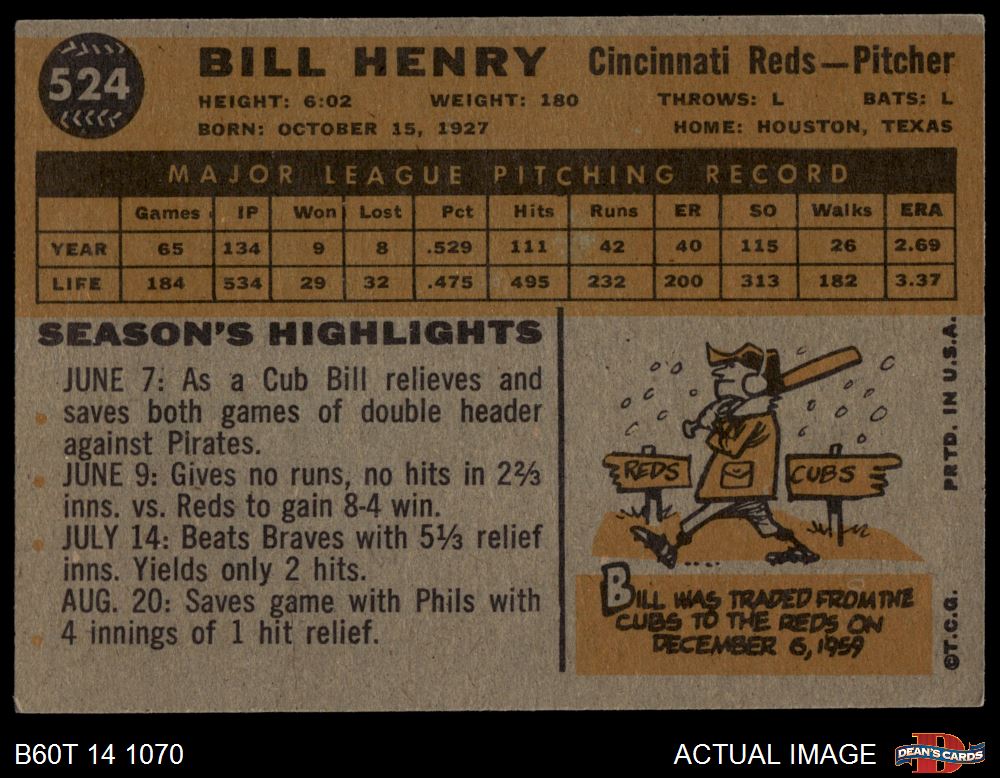 524
BILL HENRY Cincinnati Reds—Pitcher
HEIGHT: 6:02 WEIGHT: 180 THROWS: L BATS: L
BORN: OCTOBER 15, 1927 HOME: HOUSTON, TEXAS
MAJOR LEAGUE PITCHING RECORD
Games IP Won Lost Pct Hits Runs ER SO Walks ERA
YEAR 65 134 9 8 .529 111 42 40 115 26 2.69
LIFE 184 534 29 32 .475 495 232 200 313 182 3.37
SEASON'S HIGHLIGHTS
JUNE 7: As a Cub Bill relieves and
saves both games of double header
against Pirates.
JUNE 9: Gives no runs, no hits in 2⅔
inns. vs. Reds to gain 8-4 win.
JULY 14: Beats Braves with 5⅓ relief
inns. Yields only 2 hits.
AUG. 20: Saves game with Phils with
4 innings of 1 hit relief.
REDS
CUBS
BILL WAS TRADED FROM THE
CUBS TO THE REDS ON
DECEMBER 6, 1959
©T.C.G. PRTD. IN U.S.A.
B60T 14 1070 ACTUAL IMAGE
DEAN'S CARDS